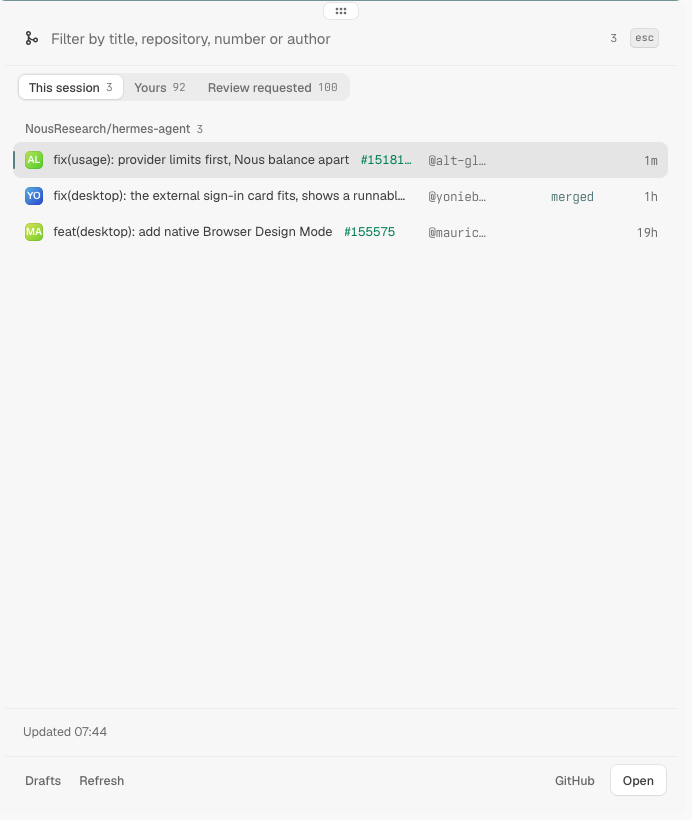 Filter by title, repository, number or author 3 esc
This session 3 Yours 92 Review requested 100
NousResearch/hermes-agent 3
AL fix(usage): provider limits first, Nous balance apart #15181… @alt-gl… 1m
YO fix(desktop): the external sign-in card fits, shows a runnabl… @yonieb… merged 1h
MA feat(desktop): add native Browser Design Mode #155575 @mauric… 19h
Updated 07:44
Drafts Refresh GitHub Open